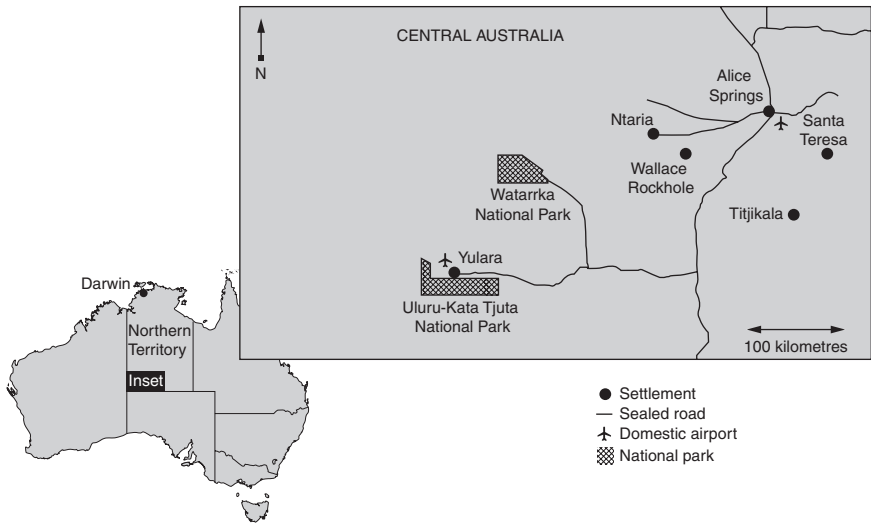 CENTRAL AUSTRALIA
N
Alice
Springs
Ntaria
Santa
Teresa
Wallace
Rockhole
Watarrka
National Park
Titjikala
Yulara
Uluru-Kata Tjuta
National Park
100 kilometres
Darwin
Northern
Territory
Inset
Settlement
Sealed road
Domestic airport
National park